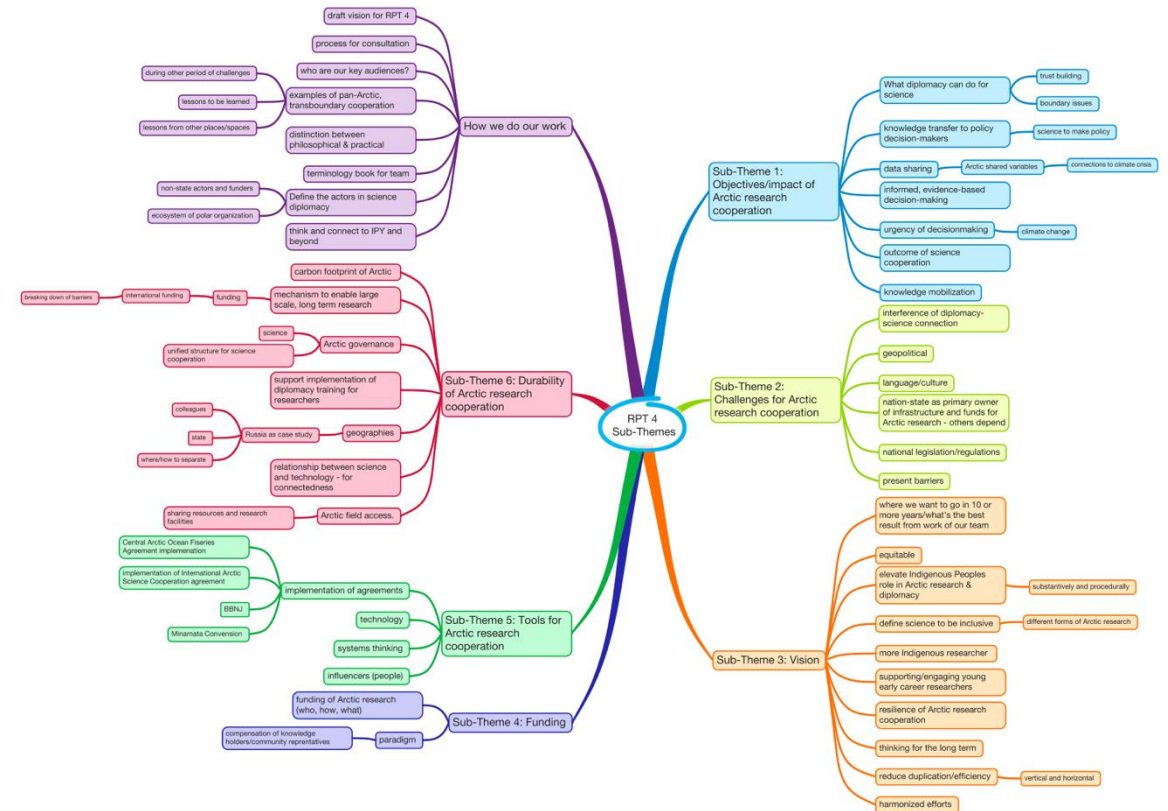 RPT 4
Sub-Themes
How we do our work
draft vision for RPT 4
process for consultation
who are our key audiences?
examples of pan-Arctic,
transboundary cooperation
during other period of challenges
lessons to be learned
lessons from other places/spaces
distinction between
philosophical & practical
terminology book for team
Define the actors in science
diplomacy
non-state actors and funders
ecosystem of polar organization
think and connect to IPY and
beyond
Sub-Theme 1:
Objectives/impact of
Arctic research
cooperation
What diplomacy can do for
science
trust building
boundary issues
knowledge transfer to policy
decision-makers
science to make policy
data sharing
Arctic shared variables
connections to climate crisis
informed, evidence-based
decision-making
urgency of decisionmaking
climate change
outcome of science
cooperation
knowledge mobilization
Sub-Theme 2:
Challenges for Arctic
research cooperation
interference of diplomacy-
science connection
geopolitical
language/culture
nation-state as primary owner
of infrastructure and funds for
Arctic research - others depend
national legislation/regulations
present barriers
Sub-Theme 3: Vision
where we want to go in 10 or
more years/what's the best
result from work of our team
equitable
elevate Indigenous Peoples
role in Arctic research &
diplomacy
substantively and procedurally
define science to be inclusive
different forms of Arctic research
more Indigenous researcher
supporting/engaging young
early career researchers
resilience of Arctic research
cooperation
thinking for the long term
reduce duplication/efficiency
vertical and horizontal
harmonized efforts
Sub-Theme 4: Funding
funding of Arctic research
(who, how, what)
paradigm
compensation of knowledge
holders/community reprentatives
Sub-Theme 5: Tools for
Arctic research
cooperation
implementation of agreements
Central Arctic Ocean Fiseries
Agreement implemenation
implementation of International Arctic
Science Cooperation agreement
BBNJ
Minamata Convension
technology
systems thinking
influencers (people)
Sub-Theme 6: Durability
of Arctic research
cooperation
carbon footprint of Arctic
mechanism to enable large
scale, long term research
funding
international funding
breaking down of barriers
Arctic governance
science
unified structure for science
cooperation
support implementation of
diplomacy training for
researchers
geographies
Russia as case study
colleagues
state
where/how to separate
relationship between science
and technology - for
connectedness
Arctic field access.
sharing resources and research
facilities